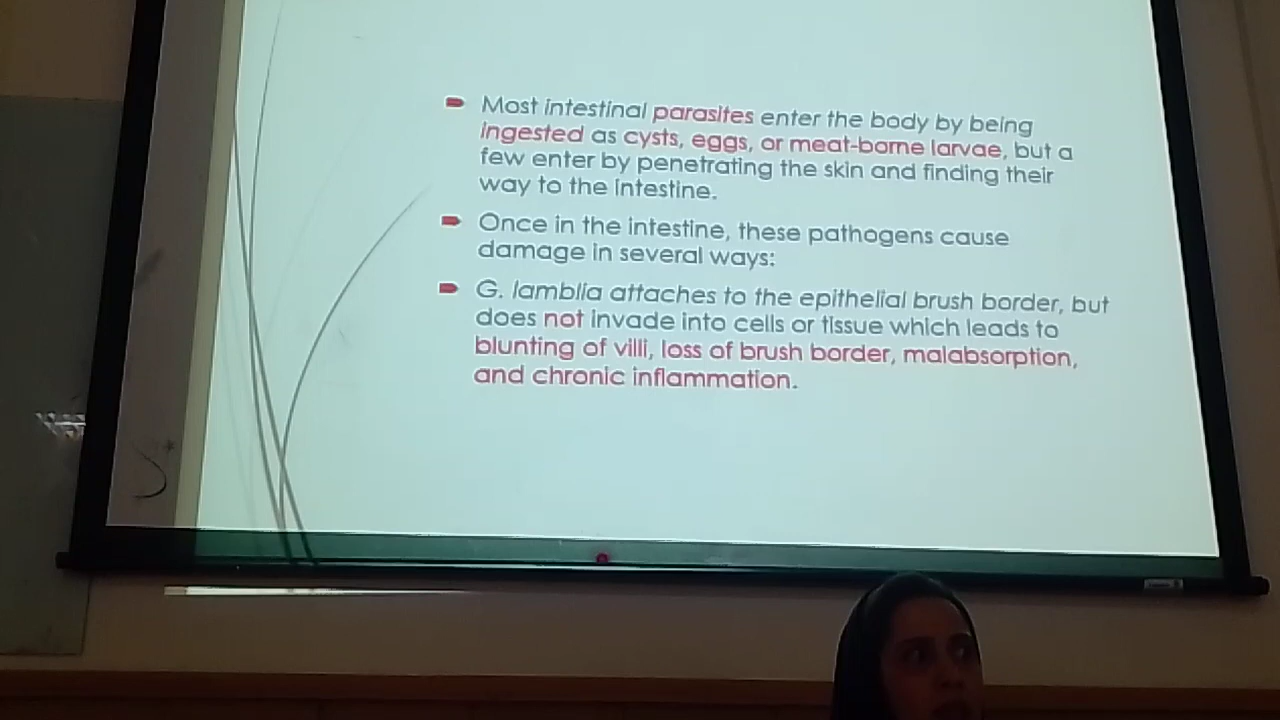 Most intestinal parasites enter the body by being
ingested as cysts, eggs, or meat-borne larvae, but a
few enter by penetrating the skin and finding their
way to the intestine.
Once in the intestine, these pathogens cause
damage in several ways:
G. lamblia attaches to the epithelial brush border, but
does not invade into cells or tissue which leads to
blunting of villi, loss of brush border, malabsorption,
and chronic inflammation.